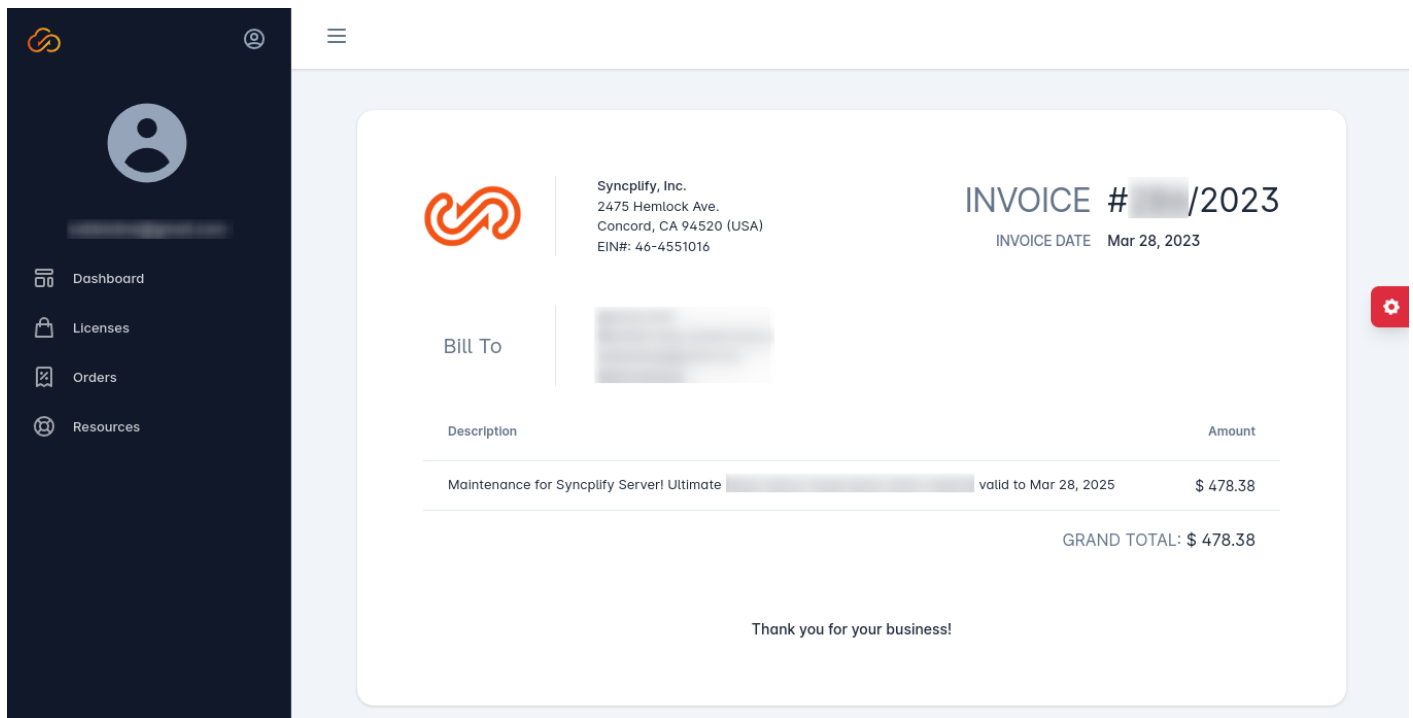 Dashboard
Licenses
Orders
Resources
Syncplify, Inc.
2475 Hemlock Ave.
Concord, CA 94520 (USA)
EIN#: 46-4551016
INVOICE # /2023
INVOICE DATE Mar 28, 2023
Bill To
Description Amount
Maintenance for Syncplify Server! Ultimate valid to Mar 28, 2025 $ 478.38
GRAND TOTAL: $ 478.38
Thank you for your business!